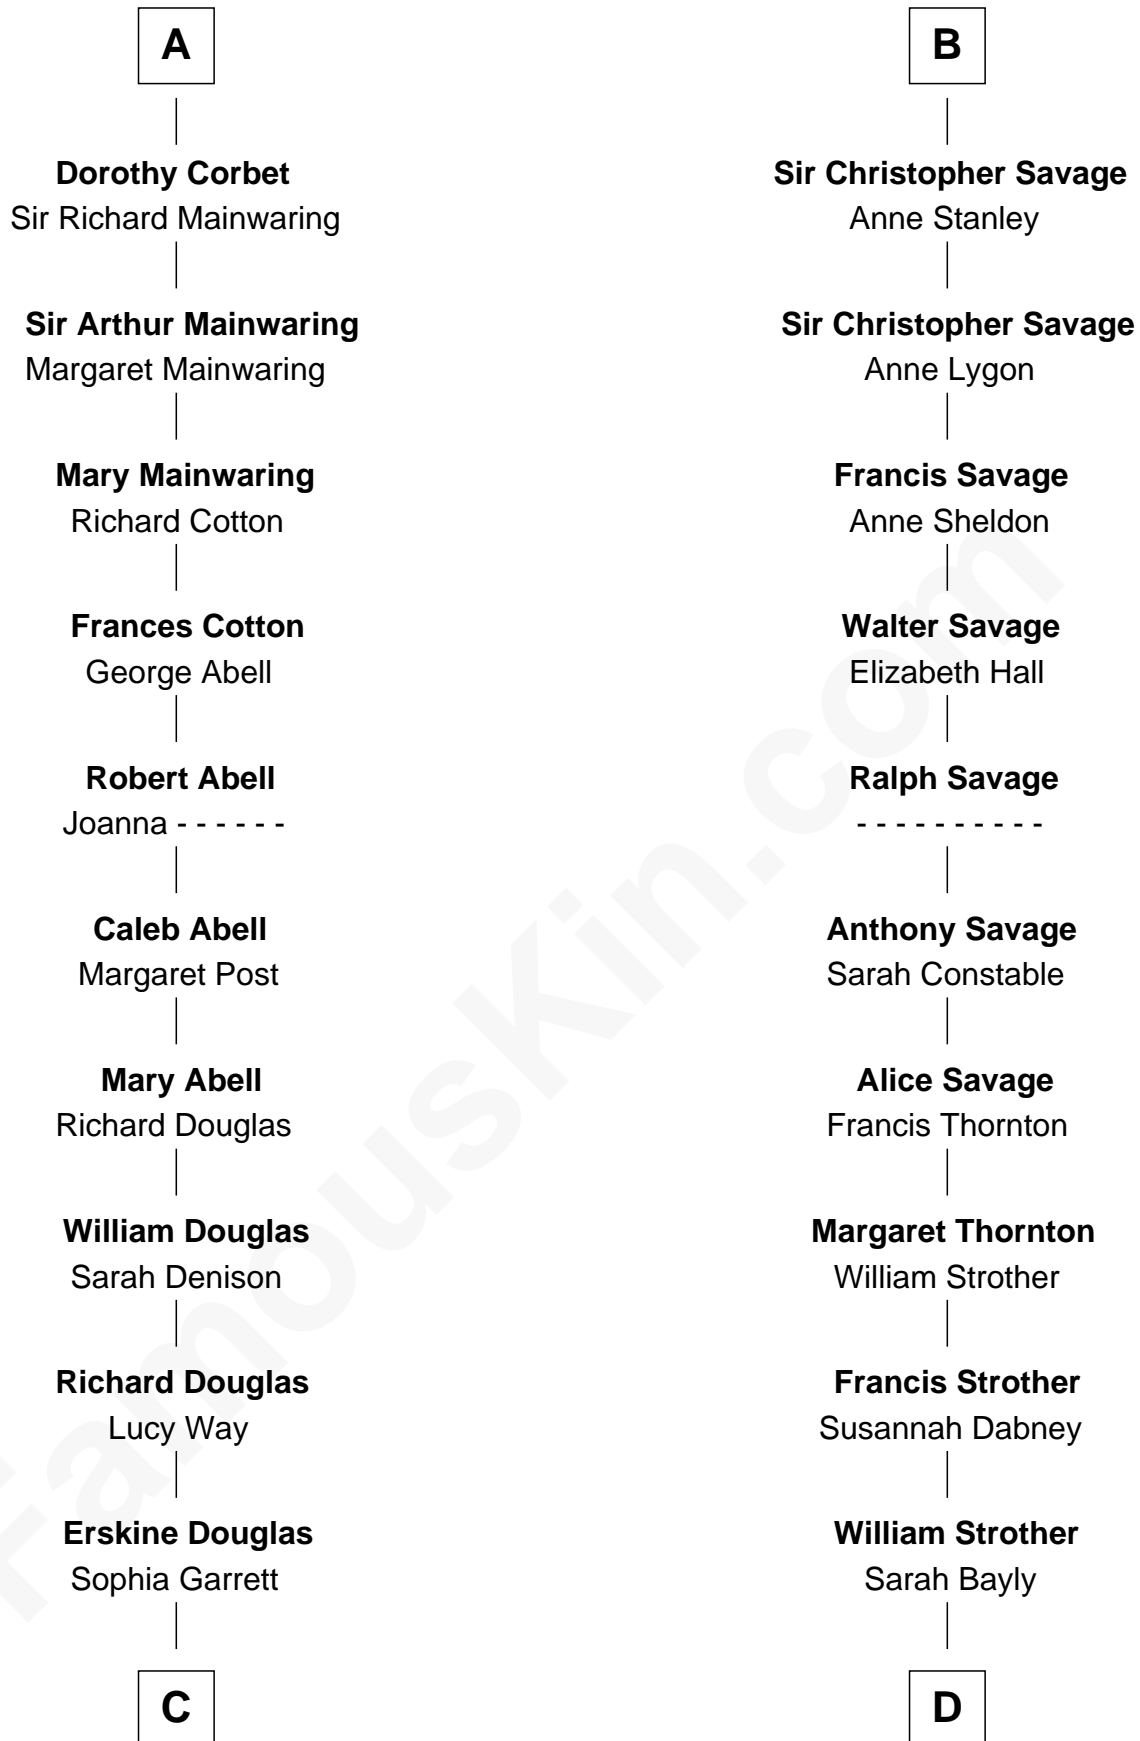 A
Dorothy Corbet
Sir Richard Mainwaring
Sir Arthur Mainwaring
Margaret Mainwaring
Mary Mainwaring
Richard Cotton
Frances Cotton
George Abell
Robert Abell
Joanna - - - - - -
Caleb Abell
Margaret Post
Mary Abell
Richard Douglas
William Douglas
Sarah Denison
Richard Douglas
Lucy Way
Erskine Douglas
Sophia Garrett
C
B
Sir Christopher Savage
Anne Stanley
Sir Christopher Savage
Anne Lygon
Francis Savage
Anne Sheldon
Walter Savage
Elizabeth Hall
Ralph Savage
- - - - - - - - - -
Anthony Savage
Sarah Constable
Alice Savage
Francis Thornton
Margaret Thornton
William Strother
Francis Strother
Susannah Dabney
William Strother
Sarah Bayly
D
FamousKin.com